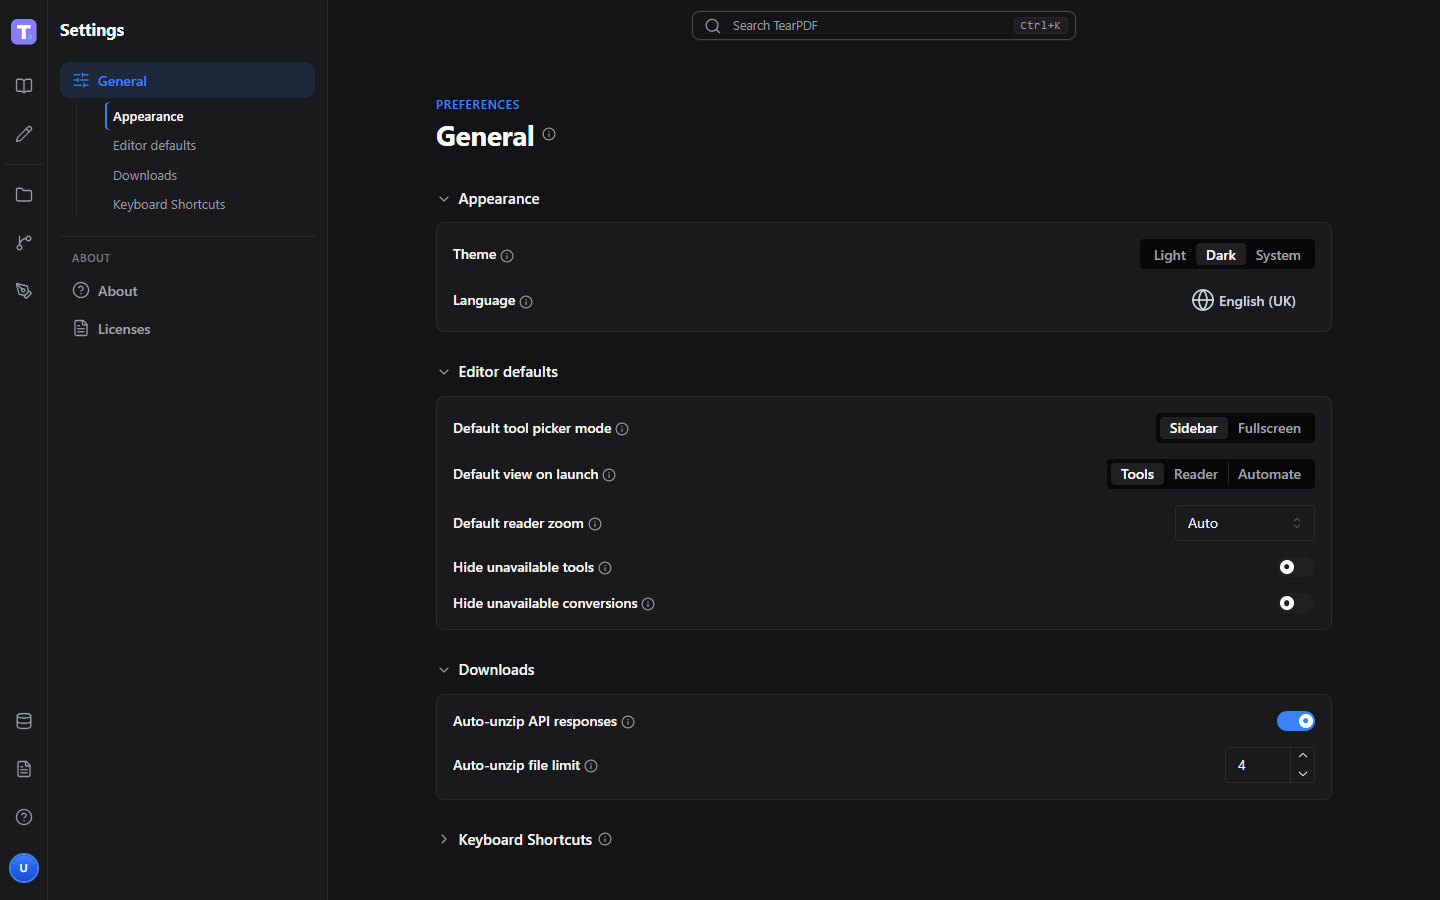 T
Settings
General
Appearance
Editor defaults
Downloads
Keyboard Shortcuts
ABOUT
About
Licenses
U
Search TearPDF
Ctrl+K
PREFERENCES
General
Appearance
Theme
Light Dark System
Language
English (UK)
Editor defaults
Default tool picker mode
Sidebar Fullscreen
Default view on launch
Tools Reader Automate
Default reader zoom
Auto
Hide unavailable tools
Hide unavailable conversions
Downloads
Auto-unzip API responses
Auto-unzip file limit
4
Keyboard Shortcuts